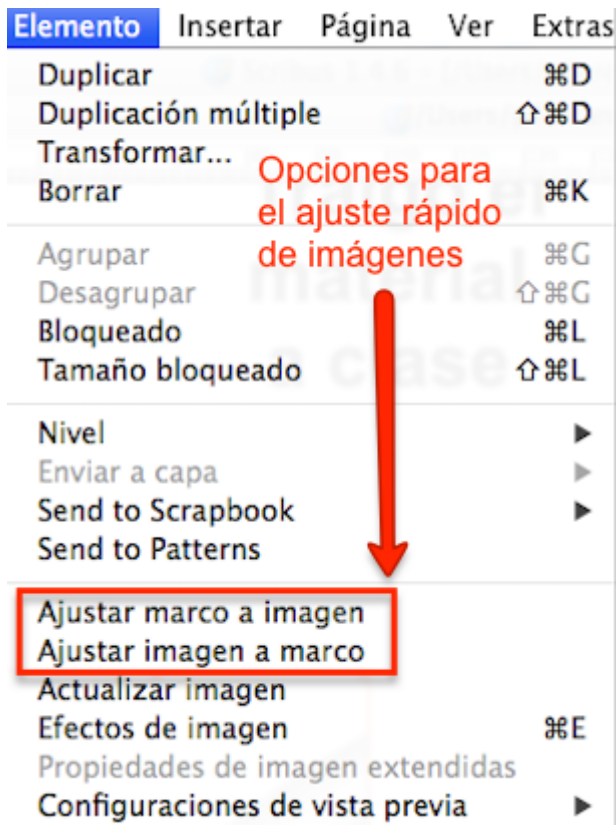 Elemento Insertar Página Ver Extras
Duplicar ⌘D
Duplicación múltiple ⇧⌘D
Transformar...
Borrar ⌘K
Opciones para
el ajuste rápido
de imágenes
Agrupar ⌘G
Desagrupar ⇧⌘G
Bloqueado ⌘L
Tamaño bloqueado ⇧⌘L
Nivel ▶
Enviar a capa ▶
Send to Scrapbook ▶
Send to Patterns
Ajustar marco a imagen
Ajustar imagen a marco
Actualizar imagen
Efectos de imagen ⌘E
Propiedades de imagen extendidas
Configuraciones de vista previa ▶
material
a clase